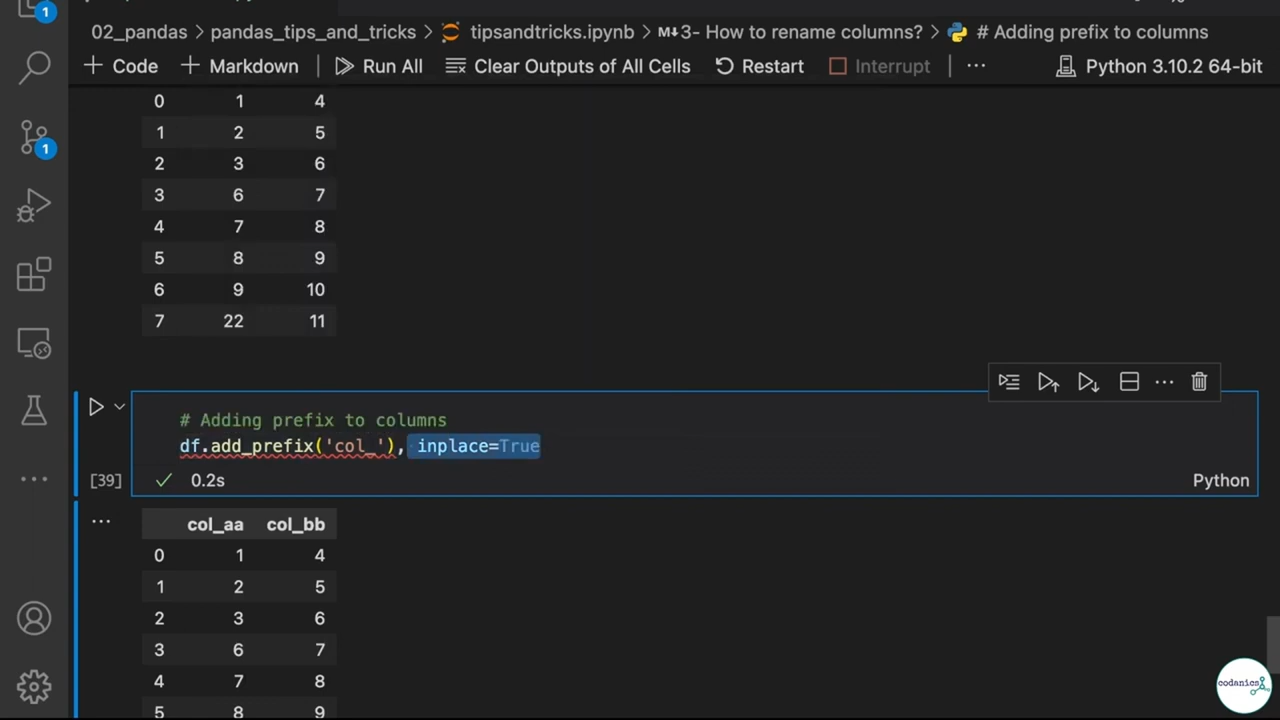 1
02_pandas > pandas_tips_and_tricks > tipsandtricks.ipynb > M↓3- How to rename columns? > # Adding prefix to columns
+ Code + Markdown | Run All Clear Outputs of All Cells Restart Interrupt | ... Python 3.10.2 64-bit
0 1 4
1 2 5
1
2 3 6
3 6 7
4 7 8
5 8 9
6 9 10
7 22 11
# Adding prefix to columns
df.add_prefix('col_'), inplace=True
[39] ✓ 0.2s Python
... col_aa col_bb
0 1 4
1 2 5
2 3 6
3 6 7
4 7 8
5 8 9
codanics